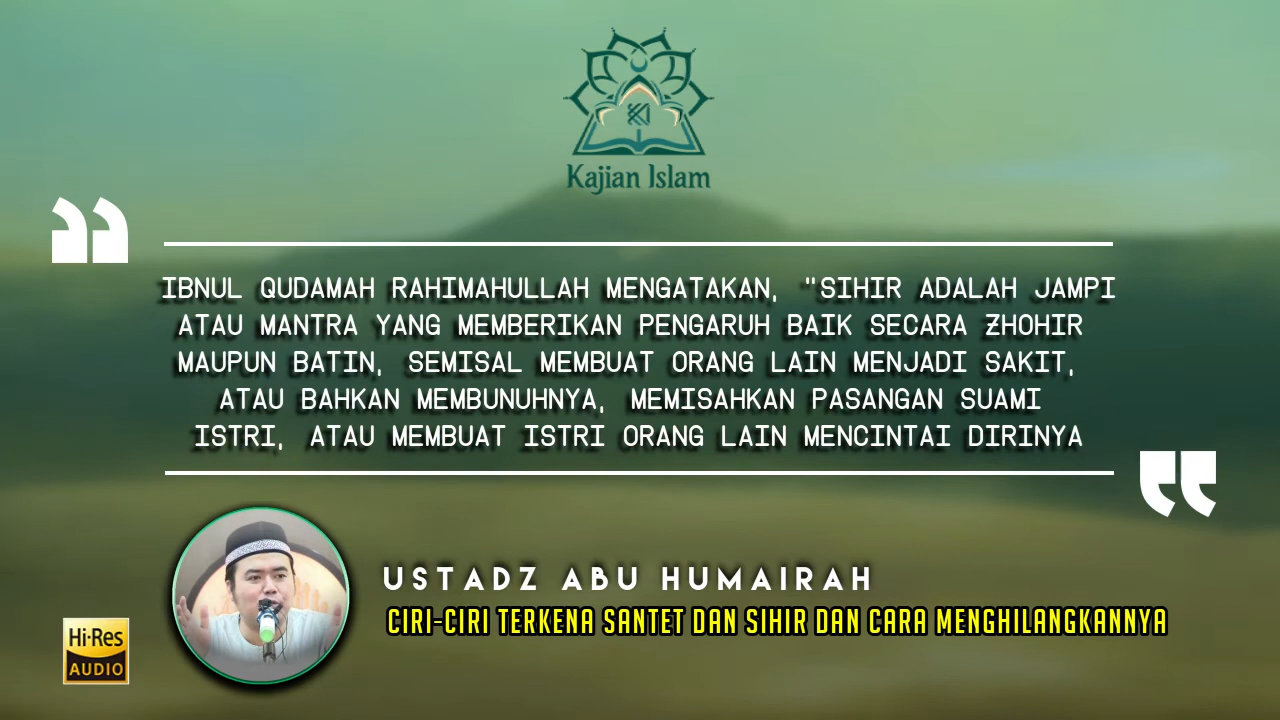 Kajian Islam
IBNUL QUDAMAH RAHIMAHULLAH MENGATAKAN, "SIHIR ADALAH JAMPI
ATAU MANTRA YANG MEMBERIKAN PENGARUH BAIK SECARA ZHOHIR
MAUPUN BATIN, SEMISAL MEMBUAT ORANG LAIN MENJADI SAKIT,
ATAU BAHKAN MEMBUNUHNYA, MEMISAHKAN PASANGAN SUAMI
ISTRI, ATAU MEMBUAT ISTRI ORANG LAIN MENCINTAI DIRINYA
USTADZ ABU HUMAIRAH
CIRI-CIRI TERKENA SANTET DAN SIHIR DAN CARA MENGHILANGKANNYA
Hi-Res
AUDIO